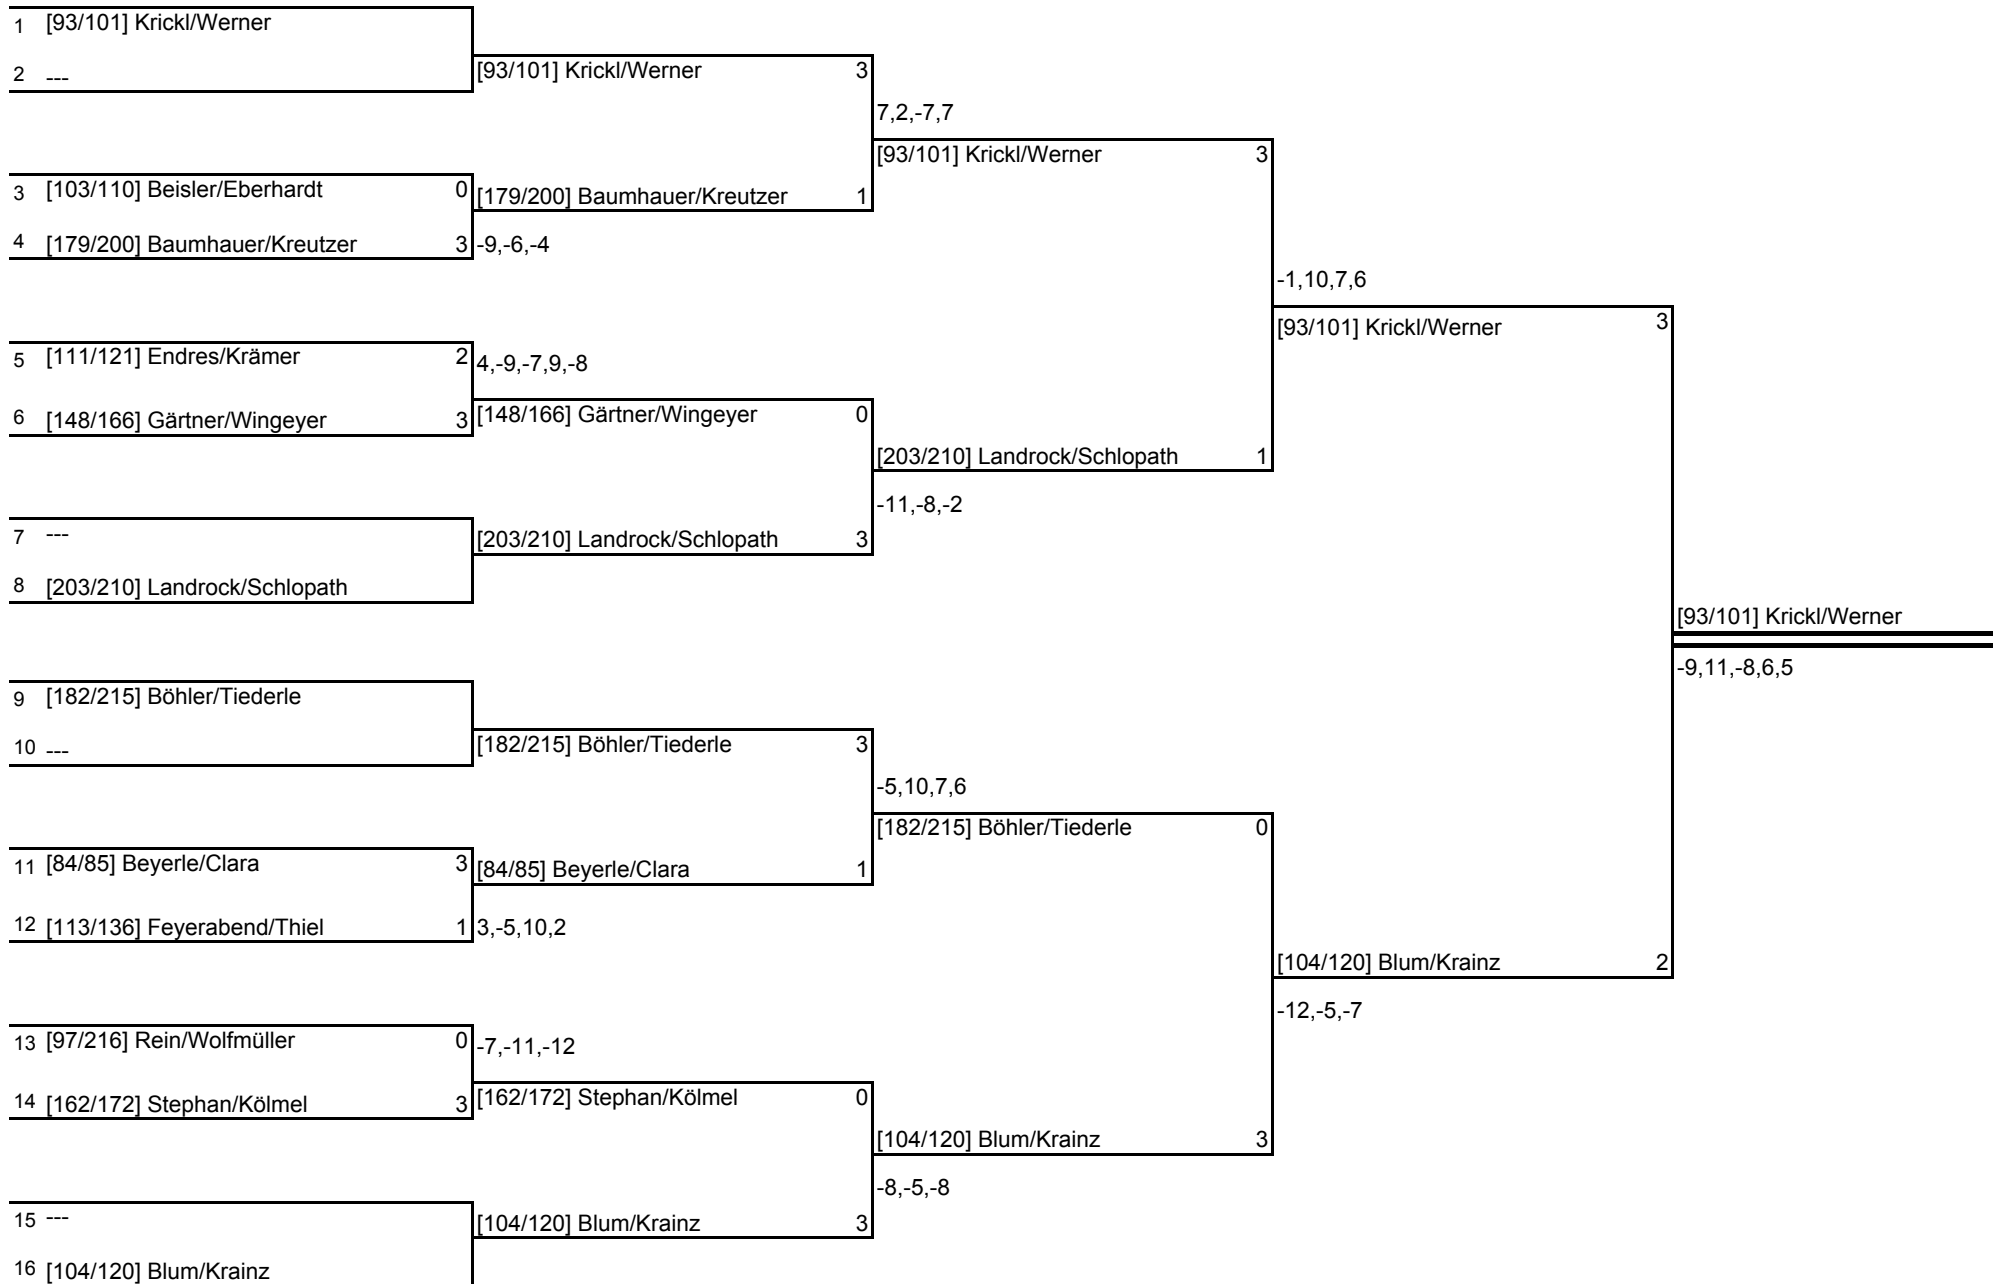 1 [93/101] Krickl/Werner
2 ---
[93/101] Krickl/Werner 3
7,2,-7,7
[93/101] Krickl/Werner 3
3 [103/110] Beisler/Eberhardt 0
[179/200] Baumhauer/Kreutzer 1
4 [179/200] Baumhauer/Kreutzer 3
-9,-6,-4
-1,10,7,6
[93/101] Krickl/Werner 3
5 [111/121] Endres/Krämer 2
4,-9,-7,9,-8
6 [148/166] Gärtner/Wingeyer 3
[148/166] Gärtner/Wingeyer 0
[203/210] Landrock/Schlopath 1
-11,-8,-2
7 ---
[203/210] Landrock/Schlopath 3
8 [203/210] Landrock/Schlopath
[93/101] Krickl/Werner
-9,11,-8,6,5
9 [182/215] Böhler/Tiederle
10 ---
[182/215] Böhler/Tiederle 3
-5,10,7,6
[182/215] Böhler/Tiederle 0
11 [84/85] Beyerle/Clara 3
[84/85] Beyerle/Clara 1
12 [113/136] Feyerabend/Thiel 1
3,-5,10,2
[104/120] Blum/Krainz 2
-12,-5,-7
13 [97/216] Rein/Wolfmüller 0
-7,-11,-12
14 [162/172] Stephan/Kölmel 3
[162/172] Stephan/Kölmel 0
[104/120] Blum/Krainz 3
-8,-5,-8
15 ---
[104/120] Blum/Krainz 3
16 [104/120] Blum/Krainz